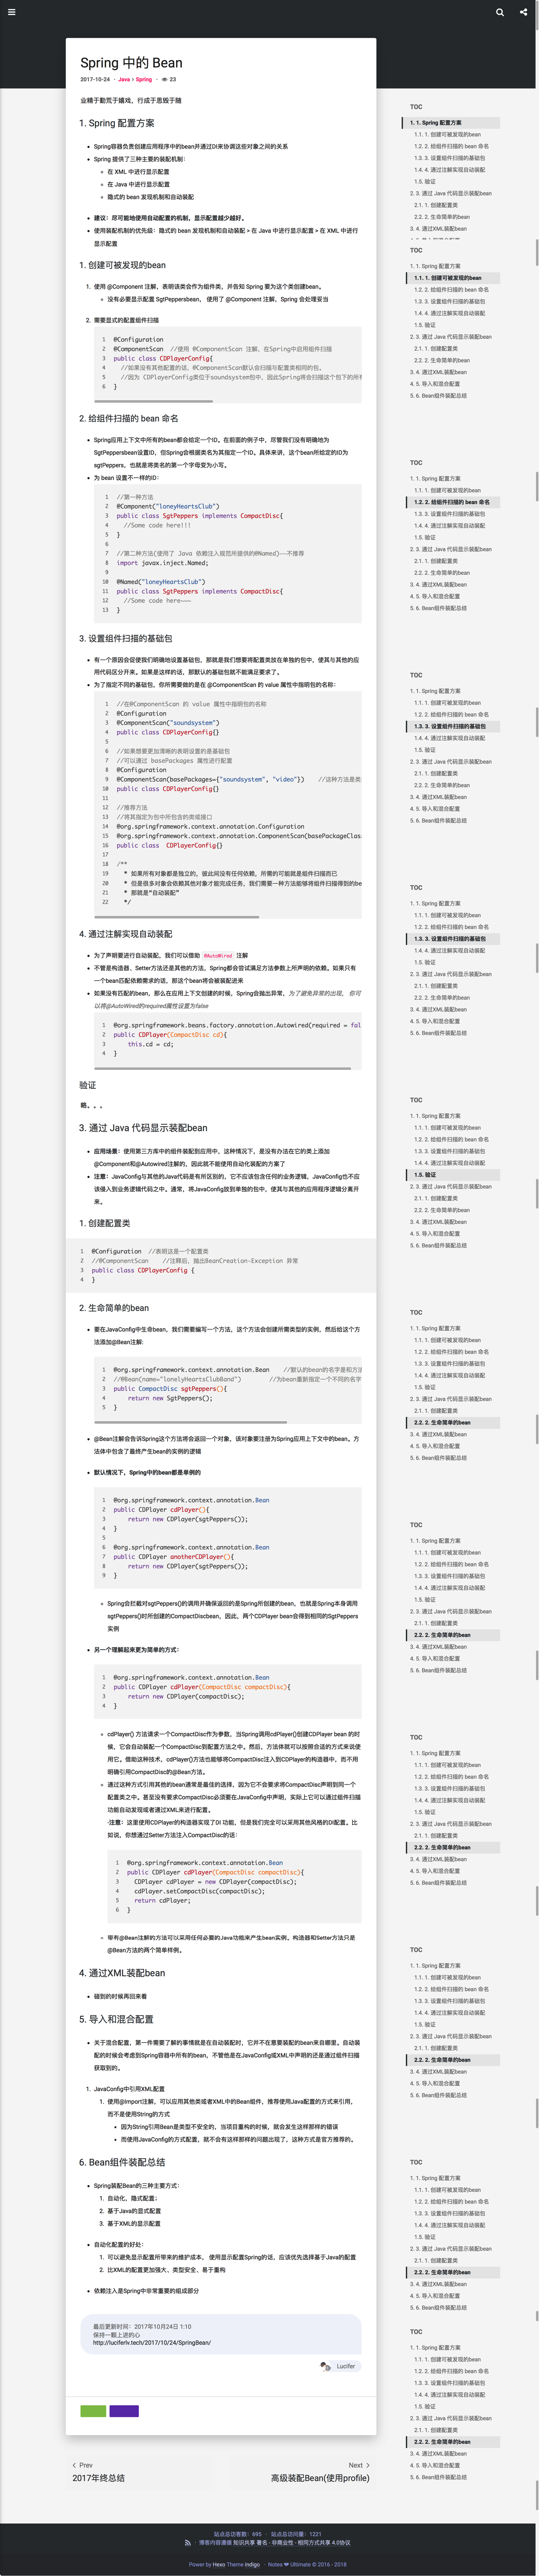 Spring 中的 Bean
2017-10-24 · Java › Spring · 23
业精于勤荒于嬉戏，行成于思毁于随
1. Spring 配置方案
Spring容器负责创建应用程序中的bean并通过DI来协调这些对象之间的关系
Spring 提供了三种主要的装配机制：
在 XML 中进行显示配置
在 Java 中进行显示配置
隐式的 bean 发现机制和自动装配
建议：尽可能地使用自动配置的机制，显示配置越少越好。
使用装配机制的优先级：隐式的 bean 发现机制和自动装配 > 在 Java 中进行显示配置 > 在 XML 中进行
显示配置
1. 创建可被发现的bean
1. 使用 @Component 注解，表明该类会作为组件类，并告知 Spring 要为这个类创建bean。
没有必要显示配置 SgtPeppersbean， 使用了 @Component 注解，Spring 会处理妥当
2. 需要显式的配置组件扫描
1 @Configuration
2 @ComponentScan //使用 @ComponentScan 注解，在Spring中启用组件扫描
3 public class CDPlayerConfig{
4 //如果没有其他配置的话，@ComponentScan默认会扫描与配置类相同的包，
5 //因为 CDPlayerConfig类位于soundsystem包中，因此Spring将会扫描这个包下的所有
6 }
2. 给组件扫描的 bean 命名
Spring应用上下文中所有的bean都会给定一个ID。在前面的例子中，尽管我们没有明确地为
SgtPeppersbean设置ID，但Spring会根据类名为其指定一个ID。具体来讲，这个bean所给定的ID为
sgtPeppers，也就是将类名的第一个字母变为小写。
为 bean 设置不一样的ID：
1 //第一种方法
2 @Component("loneyHeartsClub")
3 public class SgtPeppers implements CompactDisc{
4 //Some code here!!!
5 }
6
7 //第二种方法(使用了 Java 依赖注入规范所提供的@Named)——不推荐
8 import javax.inject.Named;
9
10 @Named("loneyHeartsClub")
11 public class SgtPeppers implements CompactDisc{
12 //Some code here~~~
13 }
3. 设置组件扫描的基础包
有一个原因会促使我们明确地设置基础包，那就是我们想要将配置类放在单独的包中，使其与其他的应
用代码区分开来。如果是这样的话，那默认的基础包就不能满足要求了。
为了指定不同的基础包，你所需要做的是在 @ComponentScan 的 value 属性中指明包的名称：
1 //在@ComponentScan 的 value 属性中指明包的名称
2 @Configuration
3 @ComponentScan("soundsystem")
4 public class CDPlayerConfig{}
5
6 //如果想要更加清晰的表明设置的是基础包
7 //可以通过 basePackages 属性进行配置
8 @Configuration
9 @ComponentScan(basePackages={"soundsystem", "video"}) //这种方法是类
10 public class CDPlayerConfig{}
11
12 //推荐方法
13 //将其指定为包中所包含的类或接口
14 @org.springframework.context.annotation.Configuration
15 @org.springframework.context.annotation.ComponentScan(basePackageClas
16 public class CDPlayerConfig{}
17
18 /**
19 * 如果所有对象都是独立的，彼此间没有任何依赖，所需的可能就是组件扫描而已
20 * 但是很多对象会依赖其他对象才能完成任务，我们需要一种方法能够将组件扫描得到的be
21 * 那就是“自动装配”
22 */
4. 通过注解实现自动装配
为了声明要进行自动装配，我们可以借助 @AutoWired 注解
不管是构造器、Setter方法还是其他的方法，Spring都会尝试满足方法参数上所声明的依赖。如果只有
一个bean匹配依赖需求的话，那这个bean将会被装配进来
如果没有匹配的bean，那么在应用上下文创建的时候，Spring会抛出异常，为了避免异常的出现， 你可
以将@AutoWired的required属性设置为false
1 @org.springframework.beans.factory.annotation.Autowired(required = fal
2 public CDPlayer(CompactDisc cd){
3 this.cd = cd;
4 }
验证
略。。。
3. 通过 Java 代码显示装配bean
应用场景：使用第三方库中的组件装配到应用中，这种情况下，是没有办法在它的类上添加
@Component和@Autowired注解的，因此就不能使用自动化装配的方案了
注意：JavaConfig与其他的Java代码是有所区别的，它不应该包含任何的业务逻辑，JavaConfig也不应
该侵入到业务逻辑代码之中。通常，将JavaConfig放到单独的包中，使其与其他的应用程序逻辑分离开
来。
1. 创建配置类
1 @Configuration //表明这是一个配置类
2 //@ComponentScan //注释后，抛出BeanCreation-Exception 异常
3 public class CDPlayerConfig {
4 }
2. 生命简单的bean
要在JavaConfig中生命bean，我们需要编写一个方法，这个方法会创建所需类型的实例，然后给这个方
法添加@Bean注解:
1 @org.springframework.context.annotation.Bean //默认的bean的名字是和方法
2 //@Bean(name="lonelyHeartsClubBand") //为bean重新指定一个不同的名字
3 public CompactDisc sgtPeppers(){
4 return new SgtPeppers();
5 }
@Bean注解会告诉Spring这个方法将会返回一个对象，该对象要注册为Spring应用上下文中的bean。方
法体中包含了最终产生bean的实例的逻辑
默认情况下，Spring中的bean都是单例的
1 @org.springframework.context.annotation.Bean
2 public CDPlayer cdPlayer(){
3 return new CDPlayer(sgtPeppers());
4 }
5
6 @org.springframework.context.annotation.Bean
7 public CDPlayer anotherCDPlayer(){
8 return new CDPlayer(sgtPeppers());
9 }
Spring会拦截对sgtPeppers()的调用并确保返回的是Spring所创建的bean，也就是Spring本身调用
sgtPeppers()时所创建的CompactDiscbean，因此，两个CDPlayer bean会得到相同的SgtPeppers
实例
另一个理解起来更为简单的方式：
1 @org.springframework.context.annotation.Bean
2 public CDPlayer cdPlayer(CompactDisc compactDisc){
3 return new CDPlayer(compactDisc);
4 }
cdPlayer() 方法请求一个CompactDisc作为参数，当Spring调用cdPlayer()创建CDPlayer bean 的时
候，它会自动装配一个CompactDisc到配置方法之中。然后，方法体就可以按照合适的方式来说使
用它。借助这种技术，cdPlayer()方法也能够将CompactDisc注入到CDPlayer的构造器中，而不用
明确引用CompactDisc的@Bean方法。
通过这种方式引用其他的bean通常是最佳的选择，因为它不会要求将CompactDisc声明到同一个
配置类之中。甚至没有要求CompactDisc必须要在JavaConfig中声明，实际上它可以通过组件扫描
功能自动发现或者通过XML来进行配置。
·注意：这里使用CDPlayer的构造器实现了DI 功能，但是我们完全可以采用其他风格的DI配置。比
如说，你想通过Setter方法注入CompactDisc的话：
1 @org.springframework.context.annotation.Bean
2 public CDPlayer cdPlayer(CompactDisc compactDisc){
3 CDPlayer cdPlayer = new CDPlayer(compactDisc);
4 cdPlayer.setCompactDisc(compactDisc);
5 return cdPlayer;
6 }
带有@Bean注解的方法可以采用任何必要的Java功能来产生bean实例。构造器和Setter方法只是
@Bean方法的两个简单样例。
4. 通过XML装配bean
碰到的时候再回来看
5. 导入和混合配置
关于混合配置，第一件需要了解的事情就是在自动装配时，它并不在意要装配的bean来自哪里。自动装
配的时候会考虑到Spring容器中所有的bean，不管他是在JavaConfig或XML中声明的还是通过组件扫描
获取到的。
1. JavaConfig中引用XML配置
1. 使用@Import注解，可以应用其他类或者XML中的Bean组件，推荐使用Java配置的方式来引用，
而不是使用String的方式
因为String引用Bean是类型不安全的，当项目重构的时候，就会发生这样那样的错误
而使用JavaConfig的方式配置，就不会有这样那样的问题出现了，这种方式是官方推荐的。
6. Bean组件装配总结
Spring装配Bean的三种主要方式：
1. 自动化，隐式配置；
2. 基于Java的显式配置
3. 基于XML的显示配置
自动化配置的好处：
1. 可以避免显示配置所带来的维护成本， 使用显示配置Spring的话，应该优先选择基于Java的配置
2. 比XML的配置更加强大、类型安全、易于重构
依赖注入是Spring中非常重要的组成部分
最后更新时间：2017年10月24日 1:10
保持一颗上进的心
http://luciferlv.tech/2017/10/24/SpringBean/
Lucifer
Prev
2017年终总结
Next
高级装配Bean(使用profile)
站点总访客数：695 · 站点总访问量：1221
博客内容遵循 知识共享 署名 - 非商业性 - 相同方式共享 4.0协议
Power by Hexo Theme indigo · Notes ❤ Ultimate © 2016 - 2018
TOC
1. 1. Spring 配置方案
1.1. 1. 创建可被发现的bean
1.2. 2. 给组件扫描的 bean 命名
1.3. 3. 设置组件扫描的基础包
1.4. 4. 通过注解实现自动装配
1.5. 验证
2. 3. 通过 Java 代码显示装配bean
2.1. 1. 创建配置类
2.2. 2. 生命简单的bean
3. 4. 通过XML装配bean
TOC
1. 1. Spring 配置方案
1.1. 1. 创建可被发现的bean
1.2. 2. 给组件扫描的 bean 命名
1.3. 3. 设置组件扫描的基础包
1.4. 4. 通过注解实现自动装配
1.5. 验证
2. 3. 通过 Java 代码显示装配bean
2.1. 1. 创建配置类
2.2. 2. 生命简单的bean
3. 4. 通过XML装配bean
4. 5. 导入和混合配置
5. 6. Bean组件装配总结